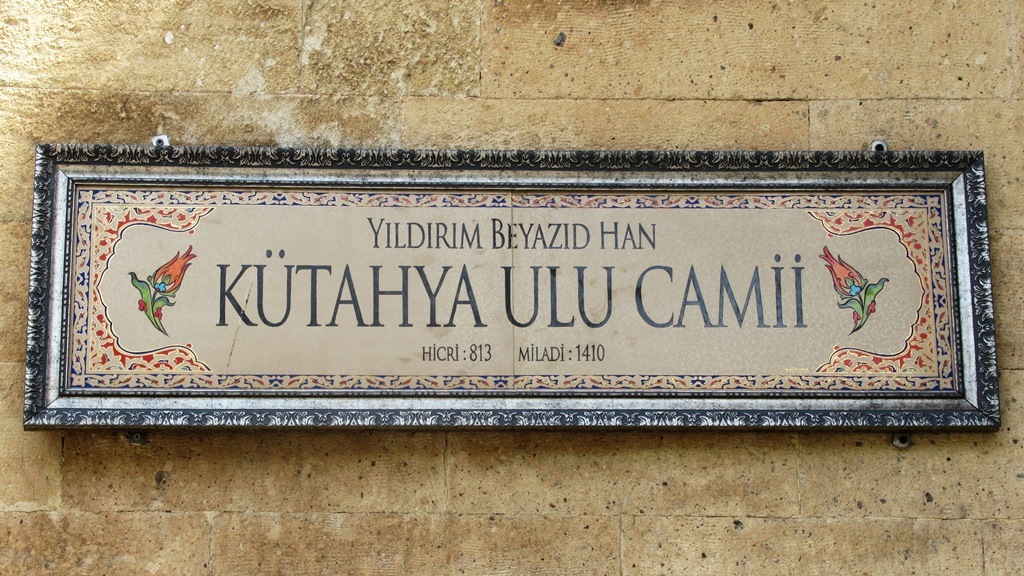 YILDIRIM BEYAZID HAN
KÜTAHYA ULU CAMİİ
HİCRİ : 813 MİLADİ : 1410